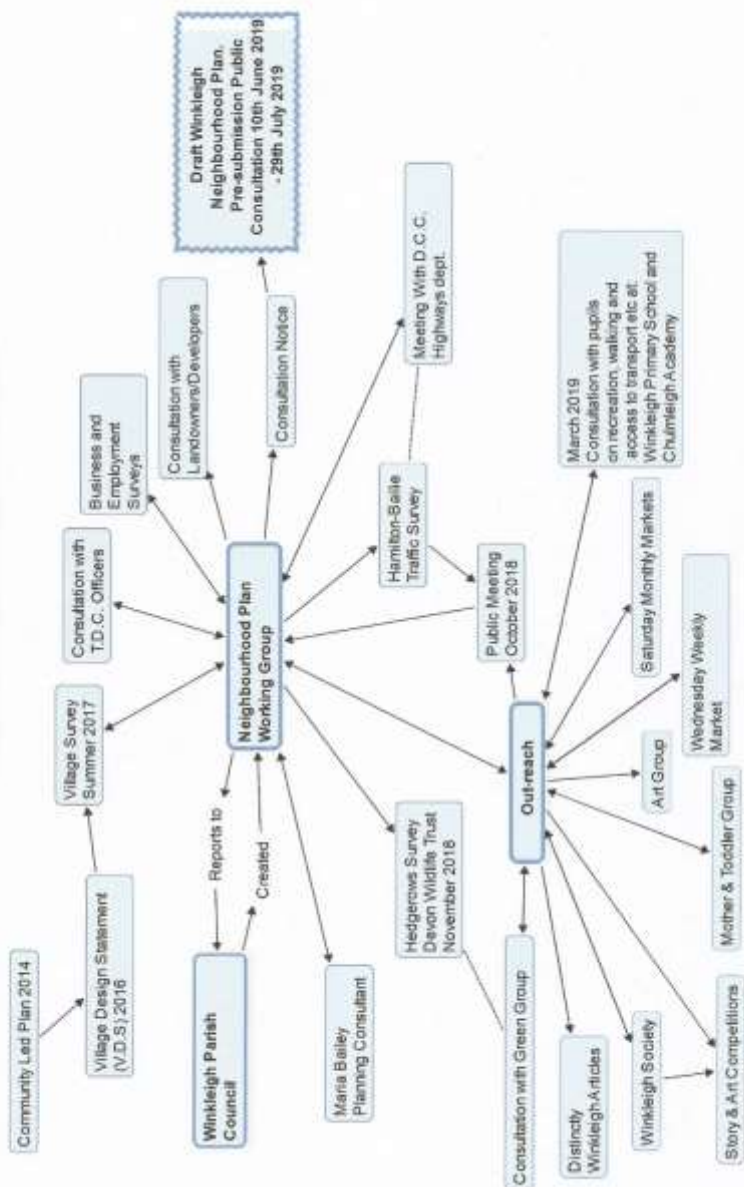 Community Led Plan 2014
Village Design Statement
(V.D.S) 2016
Village Survey
Summer 2017
Consultation with
T.D.C. Officers
Business and
Employment
Surveys
Consultation with
Landowners/Developers
Draft Winkleigh
Neighbourhood Plan,
Pre-submission Public
Consultation 10th June 2019
- 29th July 2019
Winkleigh Parish
Council
Reports to
Created
Neighbourhood Plan
Working Group
Consultation Notice
Maria Bailey
Planning Consultant
Hedgerows Survey
Devon Wildlife Trust
November 2018
Hamilton-Baillie
Traffic Survey
Meeting With D.C.C.
Highways dept.
Public Meeting
October 2018
Consultation with Green Group
Out-reach
March 2019
Consultation with pupils
on recreation, walking and
access to transport etc at:
Winkleigh Primary School and
Chulmleigh Academy
Distinctly
Winkleigh Articles
Winkleigh Society
Story & Art Competitions
Mother & Toddler Group
Art Group
Wednesday Weekly
Market
Saturday Monthly Markets